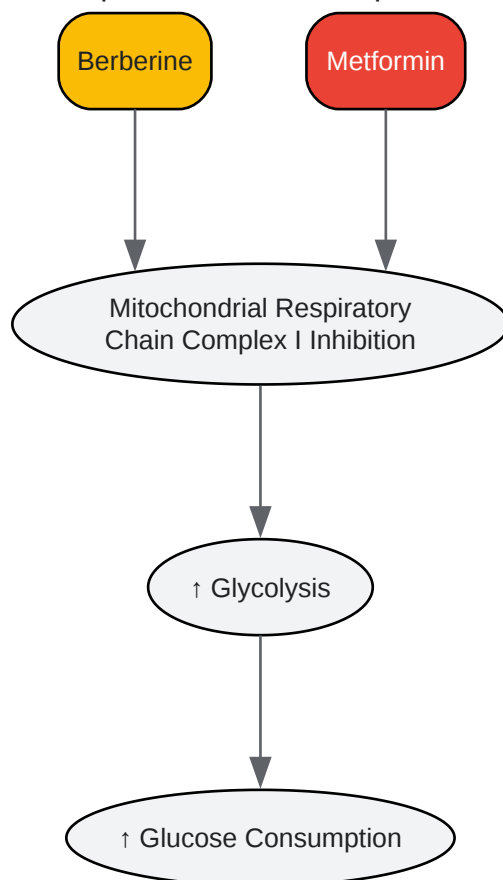 Berberine
Metformin
Mitochondrial Respiratory
Chain Complex I Inhibition
↑ Glycolysis
↑ Glucose Consumption